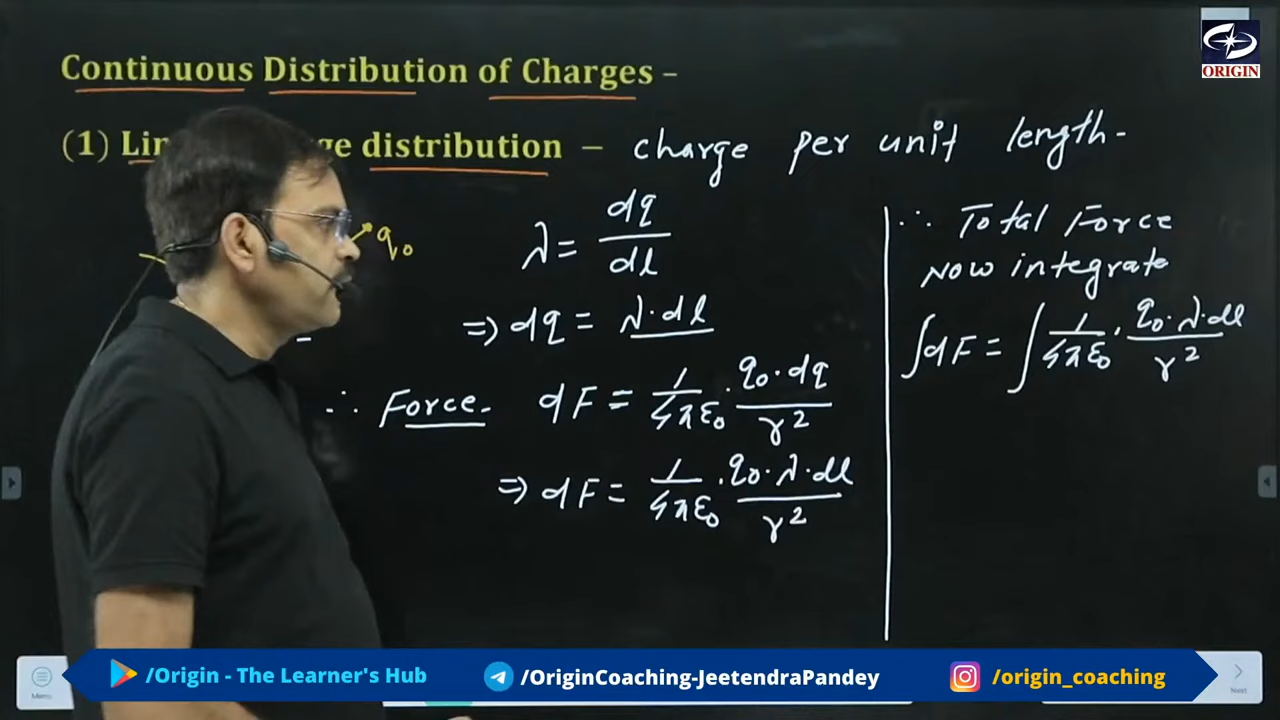 Continuous Distribution of Charges –
(1) distribution – charge per unit length-
q₀
λ = dq/dl
⇒ dq = λ·dl
∴ Force- dF = 1/4πε₀ · q₀·dq/r²
⇒ dF = 1/4πε₀ · q₀·λ·dl/r²
∴ Total Force
Now integrate
∫dF = ∫ 1/4πε₀ · q₀·λ·dl/r²
ORIGIN
Menu
/Origin - The Learner's Hub
/OriginCoaching-JeetendraPandey
/origin_coaching
Next